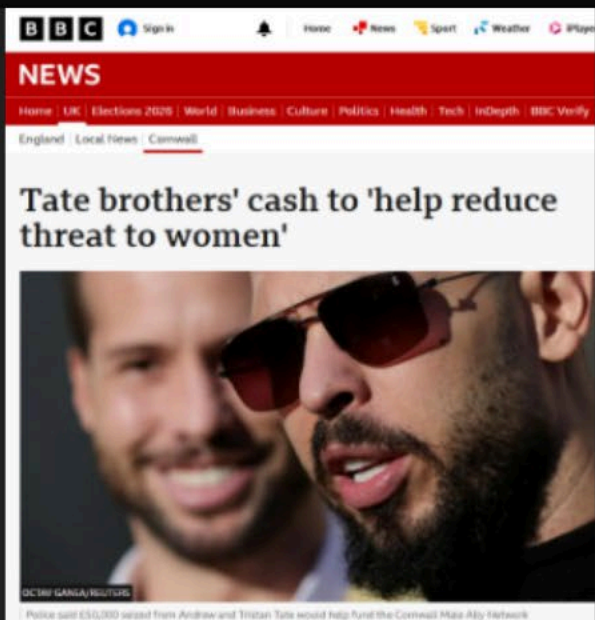 BBC Sign in Home News Sport Weather iPlaye
NEWS
Home UK Elections 2026 World Business Culture Politics Health Tech InDepth BBC Verify
England Local News Cornwall
Tate brothers' cash to 'help reduce
threat to women'
OCTAV GANEA/REUTERS
Police said £50,000 seized from Andrew and Tristan Tate would help fund the Cornwall Male Ally Network